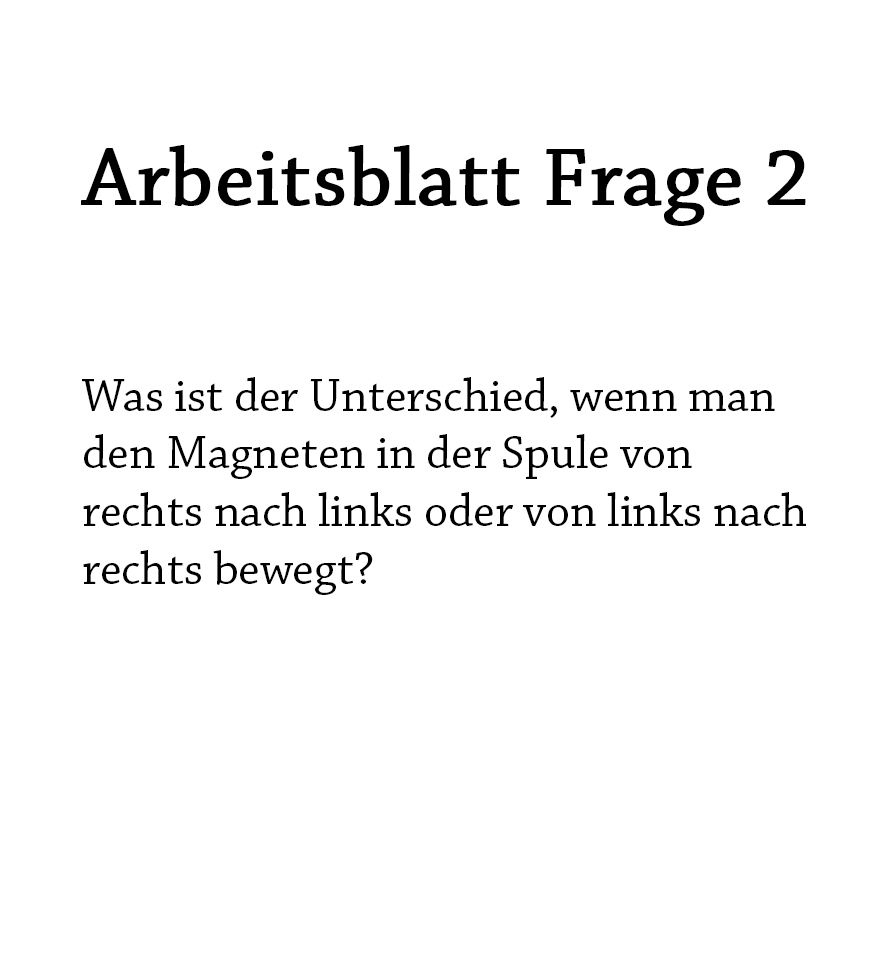 Arbeitsblatt Frage 2
Was ist der Unterschied, wenn man
den Magneten in der Spule von
rechts nach links oder von links nach
rechts bewegt?